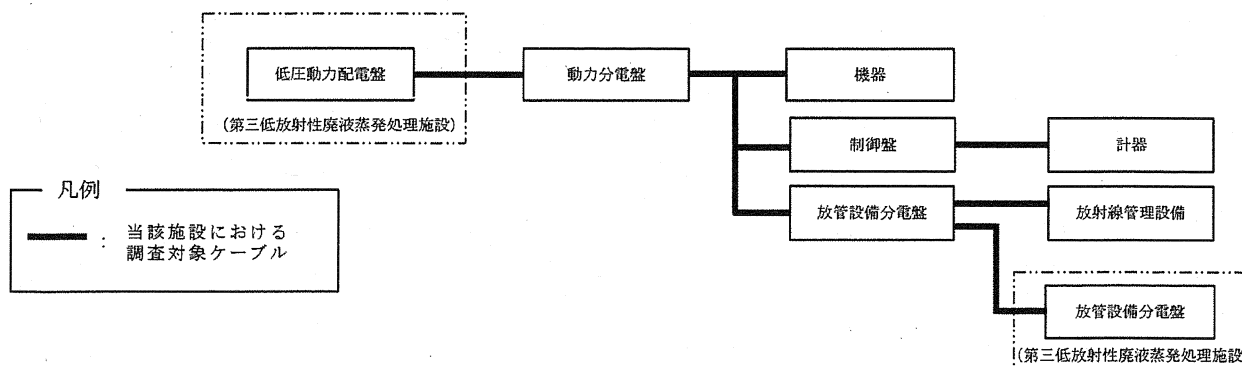 低圧動力配電盤
(第三低放射性廃液蒸発処理施設)
動力分電盤
機器
制御盤
計器
放管設備分電盤
放射線管理設備
放管設備分電盤
(第三低放射性廃液蒸発処理施設
凡例
: 当該施設における
調査対象ケーブル